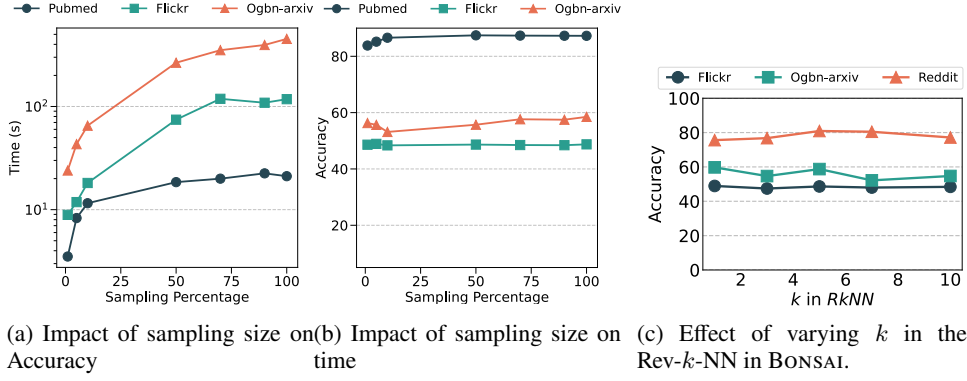 Pubmed Flickr Ogbn-arxiv
Time (s)
10²
10¹
0 25 50 75 100
Sampling Percentage
Pubmed Flickr Ogbn-arxiv
Accuracy
80
60
40
20
0 25 50 75 100
Sampling Percentage
Flickr Ogbn-arxiv Reddit
Accuracy
100
80
60
40
20
0
2 4 6 8 10
k in RkNN
(a) Impact of sampling size on
Accuracy
(b) Impact of sampling size on
time
(c) Effect of varying k in the
Rev-k-NN in BONSAI.